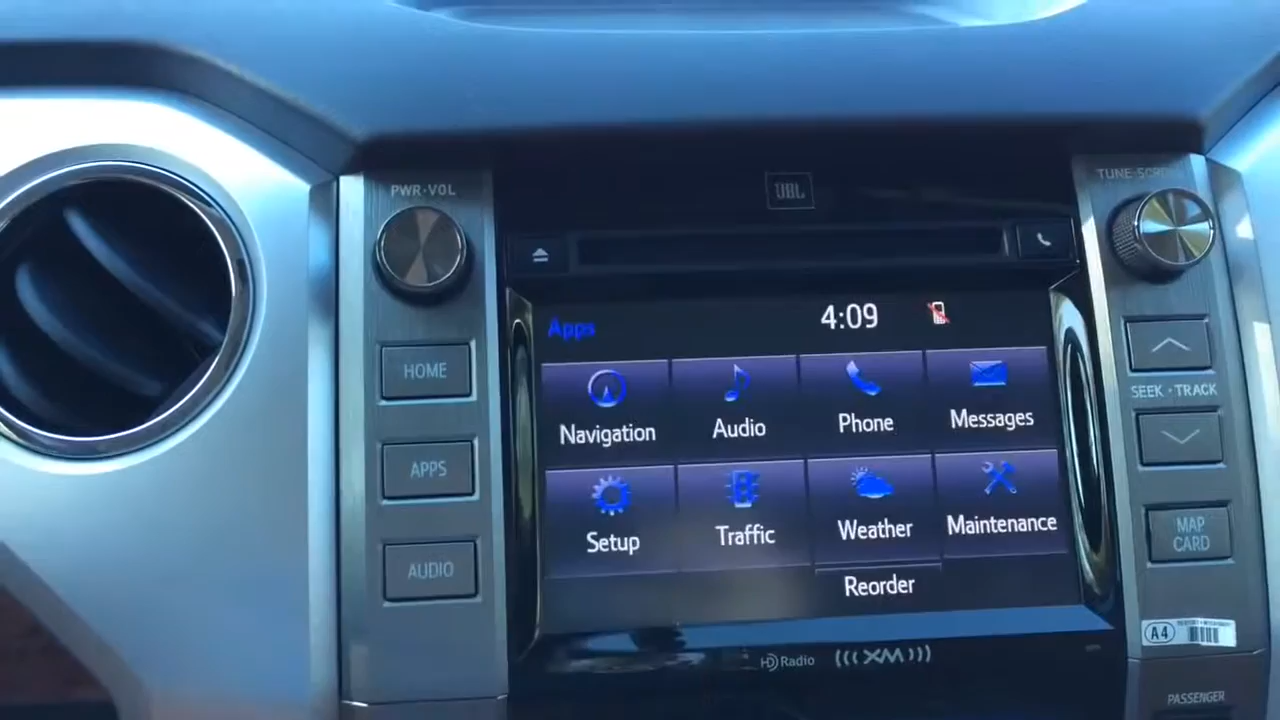 PWR•VOL
JBL
TUNE•SCROLL
HOME
APPS
AUDIO
Apps
4:09
Navigation
Audio
Phone
Messages
Setup
Traffic
Weather
Maintenance
Reorder
SEEK • TRACK
MAP
CARD
A4
HD Radio
(((XM)))
PASSENGER